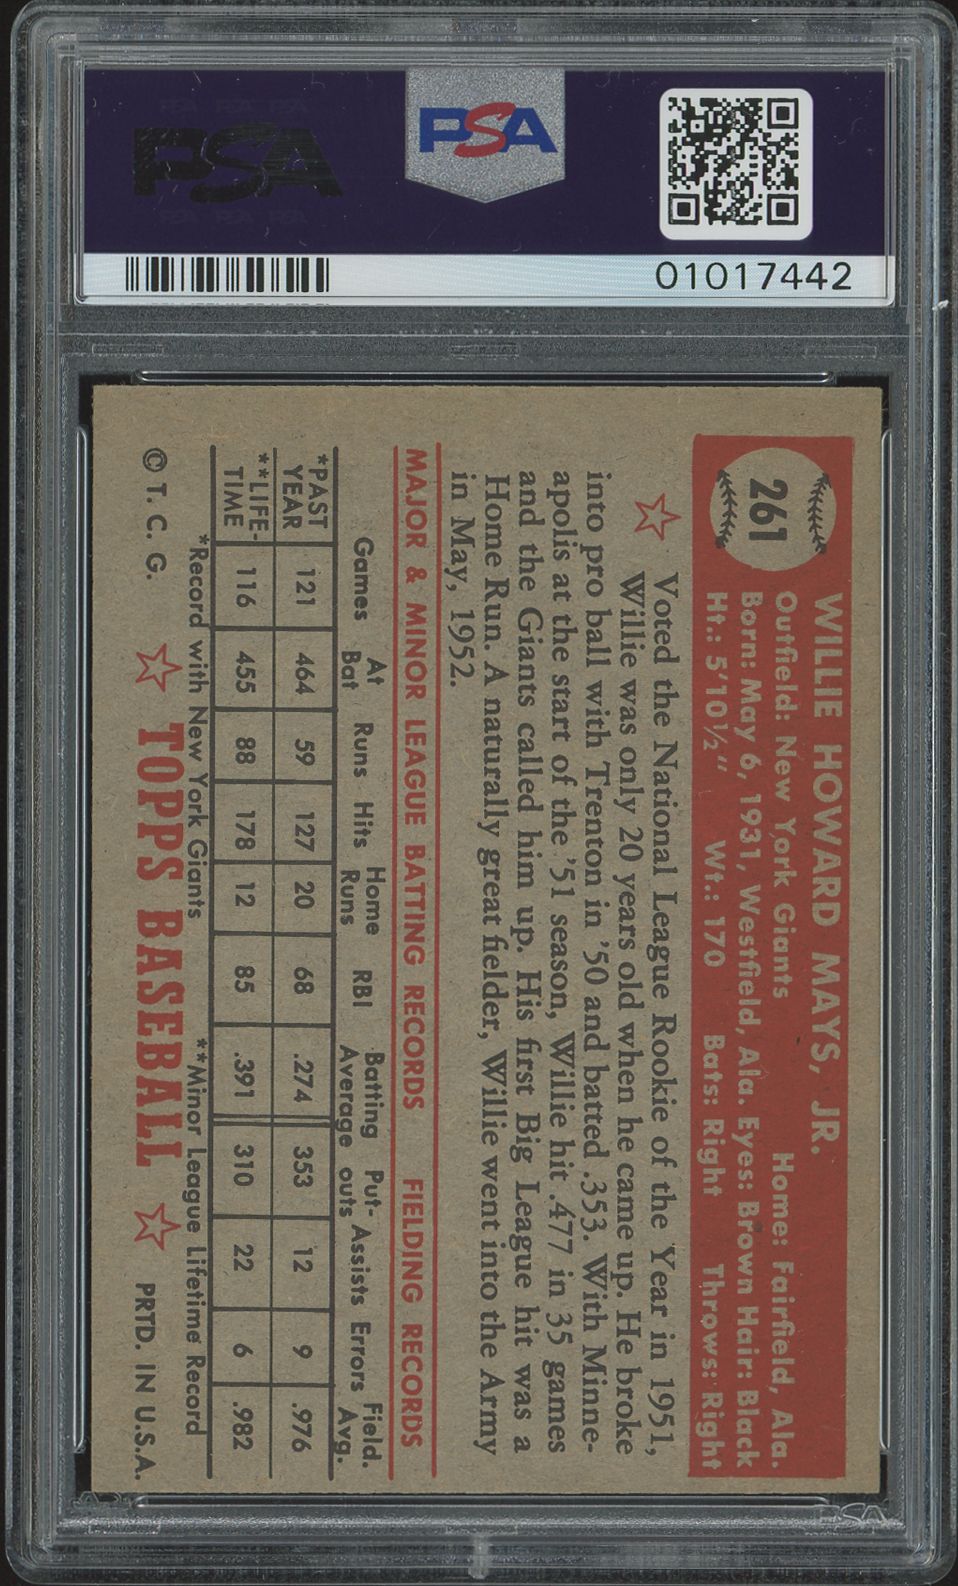 PSA PSA PSA
PSA
PSA PSA PSA
PSA
01017442
261
WILLIE HOWARD MAYS, JR.
Outfield: New York Giants Home: Fairfield, Ala.
Born: May 6, 1931, Westfield, Ala. Eyes: Brown Hair: Black
Ht.: 5'10½" Wt.: 170 Bats: Right Throws: Right
Voted the National League Rookie of the Year in 1951,
Willie was only 20 years old when he came up. He broke
into pro ball with Trenton in '50 and batted .353. With Minne-
apolis at the start of the '51 season, Willie hit .477 in 35 games
and the Giants called him up. His first Big League hit was a
Home Run. A naturally great fielder, Willie went into the Army
in May, 1952.
MAJOR & MINOR LEAGUE BATTING RECORDS FIELDING RECORDS
Games At Bat Runs Hits Home Runs RBI Batting Average Put-outs Assists Errors Field. Avg.
*PAST YEAR 121 464 59 127 20 68 .274 353 12 9 .976
**LIFE-TIME 116 455 88 178 12 85 .391 310 22 6 .982
*Record with New York Giants **Minor League Lifetime Record
© T. C. G. TOPPS BASEBALL PRTD. IN U.S.A.
PSA